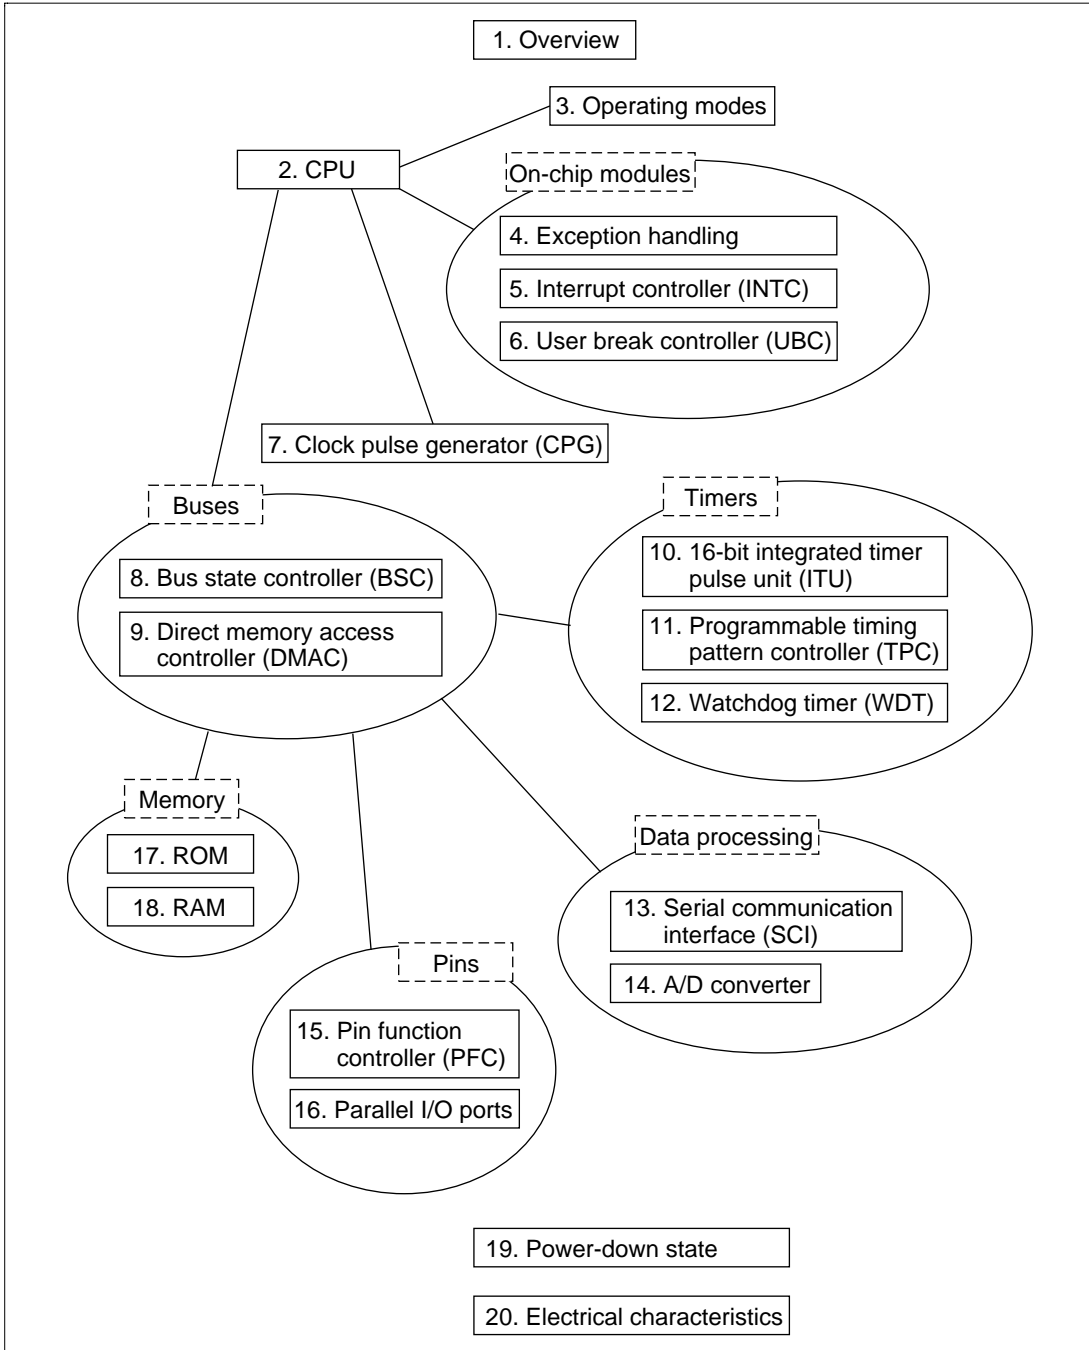 1. Overview
3. Operating modes
2. CPU
On-chip modules
4. Exception handling
5. Interrupt controller (INTC)
6. User break controller (UBC)
7. Clock pulse generator (CPG)
Buses
8. Bus state controller (BSC)
9. Direct memory access
controller (DMAC)
Timers
10. 16-bit integrated timer
pulse unit (ITU)
11. Programmable timing
pattern controller (TPC)
12. Watchdog timer (WDT)
Memory
17. ROM
18. RAM
Data processing
13. Serial communication
interface (SCI)
14. A/D converter
Pins
15. Pin function
controller (PFC)
16. Parallel I/O ports
19. Power-down state
20. Electrical characteristics